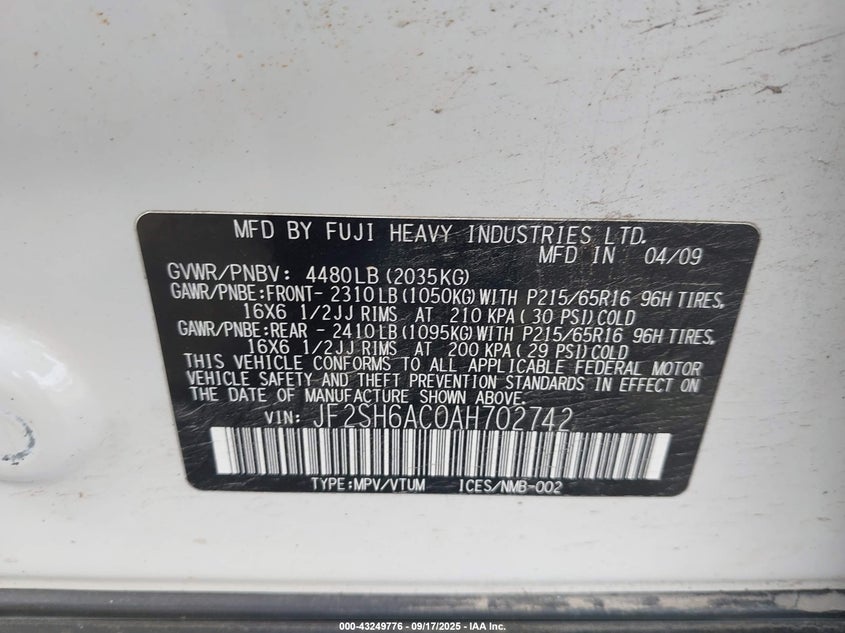 MFD BY FUJI HEAVY INDUSTRIES LTD.
MFD IN 04/09
GVWR/PNBV: 4480LB (2035KG)
GAWR/PNBE:FRONT- 2310LB (1050KG) WITH P215/65R16 96H TIRES,
16X6 1/2JJ RIMS AT 210 KPA ( 30 PSI) COLD
GAWR/PNBE:REAR - 2410LB (1095KG) WITH P215/65R16 96H TIRES,
16X6 1/2JJ RIMS AT 200 KPA ( 29 PSI) COLD
THIS VEHICLE CONFORMS TO ALL APPLICABLE FEDERAL MOTOR
VEHICLE SAFETY AND THEFT PREVENTION STANDARDS IN EFFECT ON
THE DATE OF MANUFACTURE SHOWN ABOVE.
VIN: JF2SH6AC0AH702742
TYPE:MPV/VTUM ICES/NMB-002
000-43249776 - 09/17/2025 - IAA Inc.